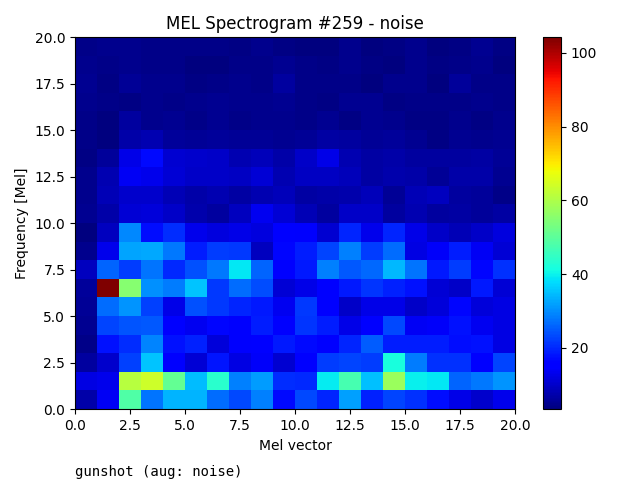 MEL Spectrogram #259 - noise
20.0
17.5
15.0
12.5
10.0
7.5
5.0
2.5
0.0
Frequency [Mel]
0.0 2.5 5.0 7.5 10.0 12.5 15.0 17.5 20.0
Mel vector
100
80
60
40
20
gunshot (aug: noise)